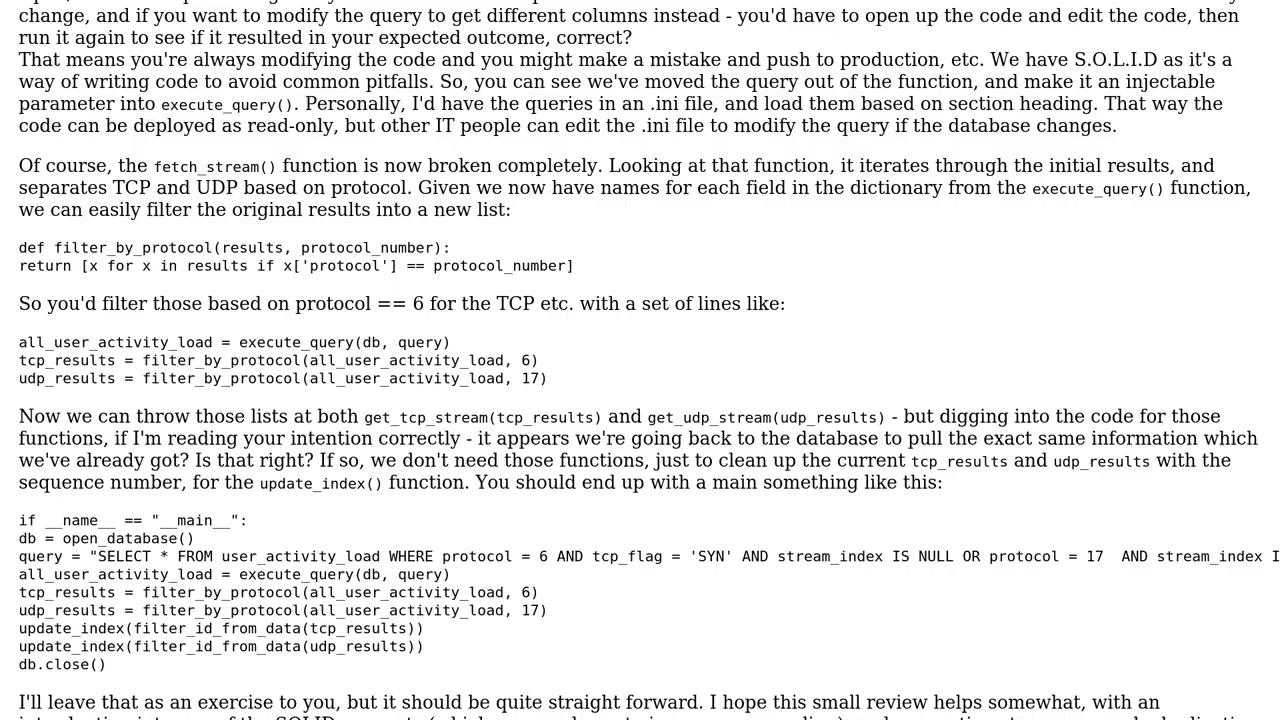 change, and if you want to modify the query to get different columns instead - you'd have to open up the code and edit the code, then
run it again to see if it resulted in your expected outcome, correct?
That means you're always modifying the code and you might make a mistake and push to production, etc. We have S.O.L.I.D as it's a
way of writing code to avoid common pitfalls. So, you can see we've moved the query out of the function, and make it an injectable
parameter into execute_query(). Personally, I'd have the queries in an .ini file, and load them based on section heading. That way the
code can be deployed as read-only, but other IT people can edit the .ini file to modify the query if the database changes.
Of course, the fetch_stream() function is now broken completely. Looking at that function, it iterates through the initial results, and
separates TCP and UDP based on protocol. Given we now have names for each field in the dictionary from the execute_query() function,
we can easily filter the original results into a new list:
def filter_by_protocol(results, protocol_number):
return [x for x in results if x['protocol'] == protocol_number]
So you'd filter those based on protocol == 6 for the TCP etc. with a set of lines like:
all_user_activity_load = execute_query(db, query)
tcp_results = filter_by_protocol(all_user_activity_load, 6)
udp_results = filter_by_protocol(all_user_activity_load, 17)
Now we can throw those lists at both get_tcp_stream(tcp_results) and get_udp_stream(udp_results) - but digging into the code for those
functions, if I'm reading your intention correctly - it appears we're going back to the database to pull the exact same information which
we've already got? Is that right? If so, we don't need those functions, just to clean up the current tcp_results and udp_results with the
sequence number, for the update_index() function. You should end up with a main something like this:
if __name__ == "__main__":
db = open_database()
query = "SELECT * FROM user_activity_load WHERE protocol = 6 AND tcp_flag = 'SYN' AND stream_index IS NULL OR protocol = 17  AND stream_index I
all_user_activity_load = execute_query(db, query)
tcp_results = filter_by_protocol(all_user_activity_load, 6)
udp_results = filter_by_protocol(all_user_activity_load, 17)
update_index(filter_id_from_data(tcp_results))
update_index(filter_id_from_data(udp_results))
db.close()
I'll leave that as an exercise to you, but it should be quite straight forward. I hope this small review helps somewhat, with an